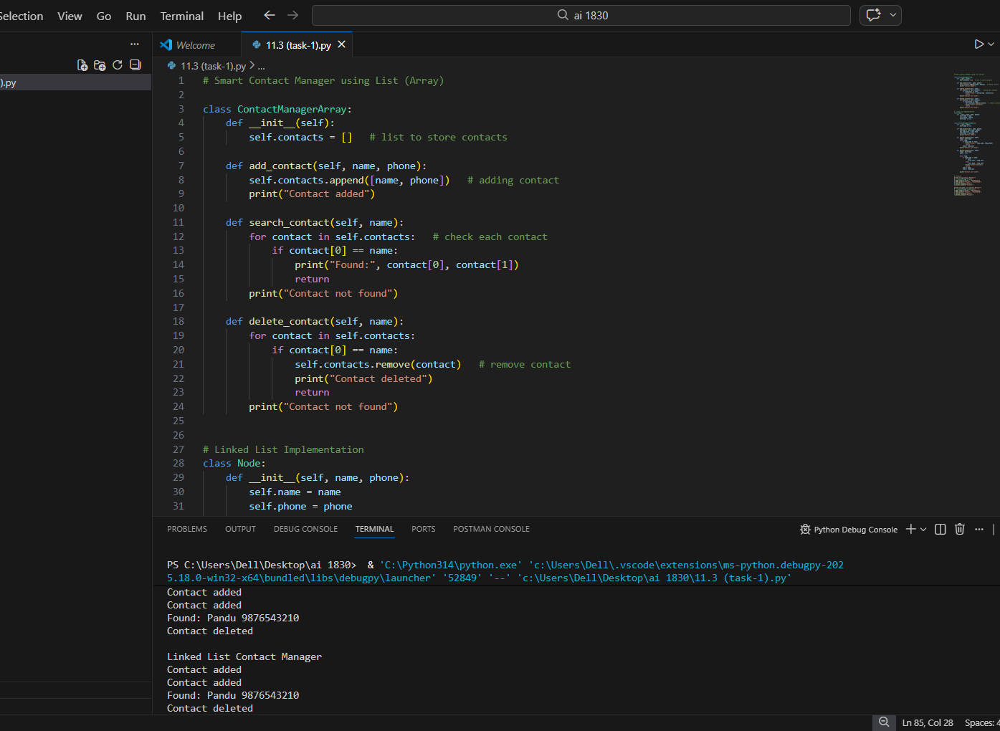 Selection View Go Run Terminal Help ai 1830
Welcome 11.3 (task-1).py
11.3 (task-1).py > ...
).py
1 # Smart Contact Manager using List (Array)
2
3 class ContactManagerArray:
4 def __init__(self):
5 self.contacts = [] # list to store contacts
6
7 def add_contact(self, name, phone):
8 self.contacts.append([name, phone]) # adding contact
9 print("Contact added")
10
11 def search_contact(self, name):
12 for contact in self.contacts: # check each contact
13 if contact[0] == name:
14 print("Found:", contact[0], contact[1])
15 return
16 print("Contact not found")
17
18 def delete_contact(self, name):
19 for contact in self.contacts:
20 if contact[0] == name:
21 self.contacts.remove(contact) # remove contact
22 print("Contact deleted")
23 return
24 print("Contact not found")
25
26
27 # Linked List Implementation
28 class Node:
29 def __init__(self, name, phone):
30 self.name = name
31 self.phone = phone
PROBLEMS OUTPUT DEBUG CONSOLE TERMINAL PORTS POSTMAN CONSOLE Python Debug Console
PS C:\Users\Dell\Desktop\ai 1830> & 'C:\Python314\python.exe' 'c:\Users\Dell\.vscode\extensions\ms-python.debugpy-202
5.18.0-win32-x64\bundled\libs\debugpy\launcher' '52849' '--' 'c:\Users\Dell\Desktop\ai 1830\11.3 (task-1).py'
Contact added
Contact added
Found: Pandu 9876543210
Contact deleted

Linked List Contact Manager
Contact added
Contact added
Found: Pandu 9876543210
Contact deleted
Ln 85, Col 28 Spaces: 4